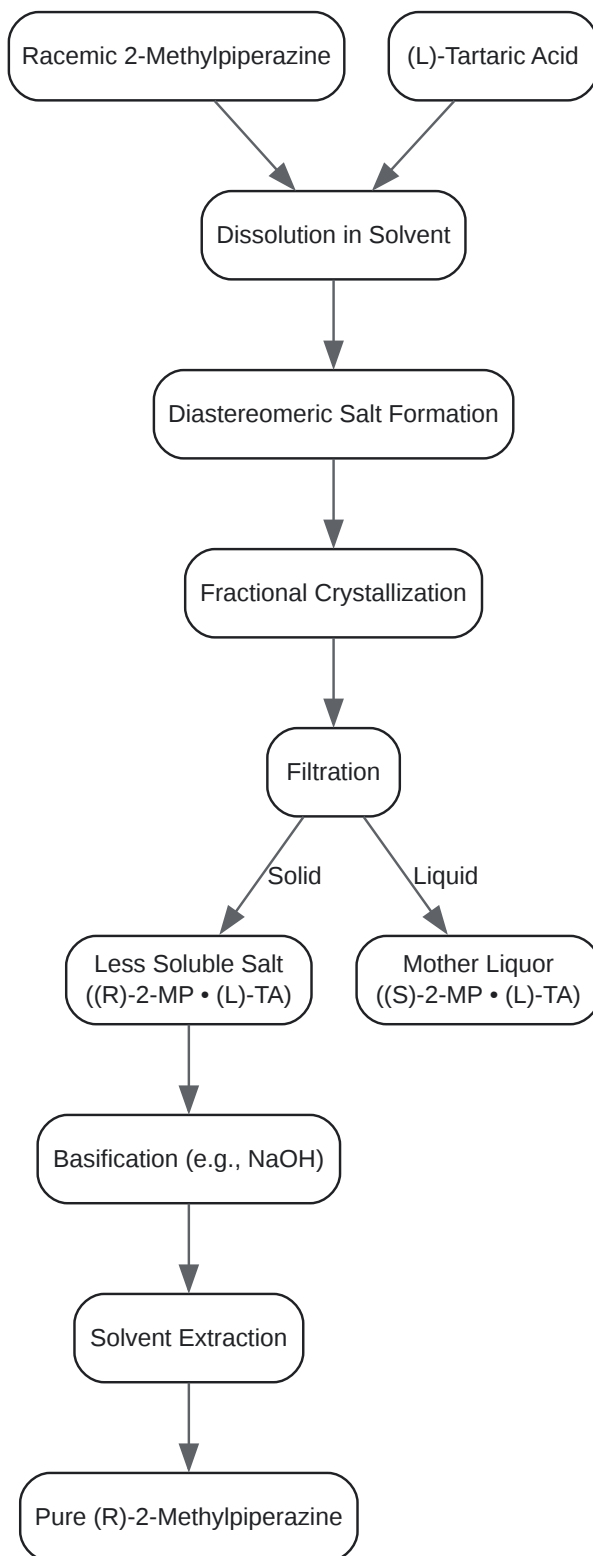 Racemic 2-Methylpiperazine
(L)-Tartaric Acid
Dissolution in Solvent
Diastereomeric Salt Formation
Fractional Crystallization
Filtration
Solid
Liquid
Less Soluble Salt
((R)-2-MP • (L)-TA)
Mother Liquor
((S)-2-MP • (L)-TA)
Basification (e.g., NaOH)
Solvent Extraction
Pure (R)-2-Methylpiperazine